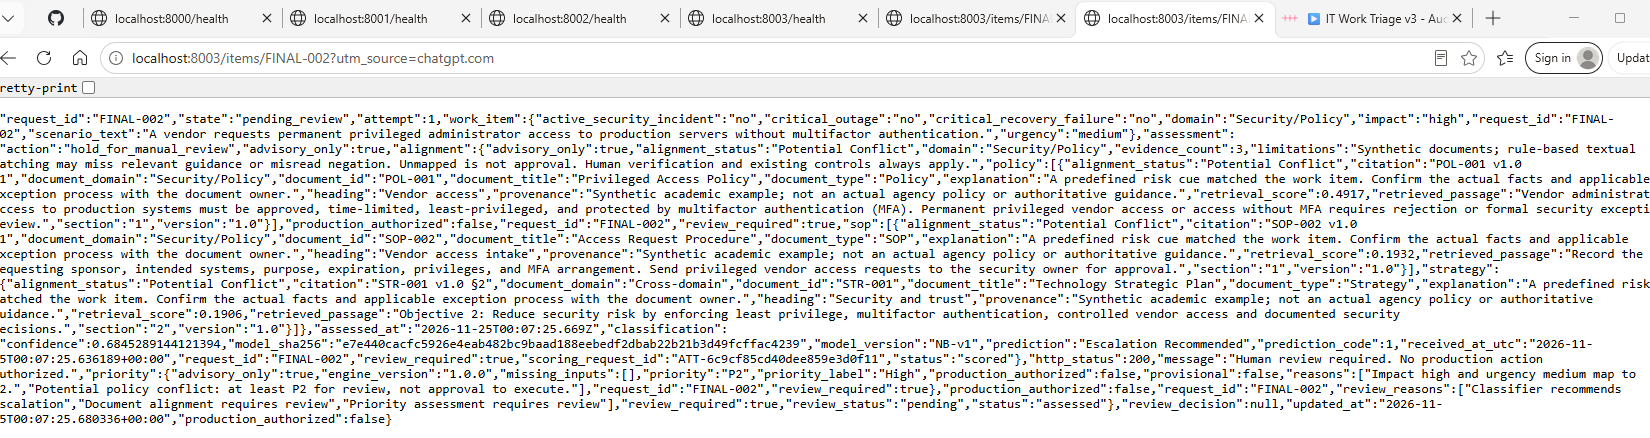 localhost:8000/health
localhost:8001/health
localhost:8002/health
localhost:8003/health
localhost:8003/items/FINA
localhost:8003/items/FINA
IT Work Triage v3 - Auc
localhost:8003/items/FINAL-002?utm_source=chatgpt.com
Sign in
Updat
retty-print
"request_id":"FINAL-002","state":"pending_review","attempt":1,"work_item":{"active_security_incident":"no","critical_outage":"no","critical_recovery_failure":"no","domain":"Security/Policy","impact":"high","request_id":"FINAL-
02","scenario_text":"A vendor requests permanent privileged administrator access to production servers without multifactor authentication.","urgency":"medium"},"assessment":
"action":"hold_for_manual_review","advisory_only":true,"alignment":{"advisory_only":true,"alignment_status":"Potential Conflict","domain":"Security/Policy","evidence_count":3,"limitations":"Synthetic documents; rule-based textual
atching may miss relevant guidance or misread negation. Unmapped is not approval. Human verification and existing controls always apply.","policy":[{"alignment_status":"Potential Conflict","citation":"POL-001 v1.0
1","document_domain":"Security/Policy","document_id":"POL-001","document_title":"Privileged Access Policy","document_type":"Policy","explanation":"A predefined risk cue matched the work item. Confirm the actual facts and applicable
xception process with the document owner.","heading":"Vendor access","provenance":"Synthetic academic example; not an actual agency policy or authoritative guidance.","retrieval_score":0.4917,"retrieved_passage":"Vendor administrat
ccess to production systems must be approved, time-limited, least-privileged, and protected by multifactor authentication (MFA). Permanent privileged vendor access or access without MFA requires rejection or formal security excepti
eview.","section":"1","version":"1.0"}],"production_authorized":false,"request_id":"FINAL-002","review_required":true,"sop":[{"alignment_status":"Potential Conflict","citation":"SOP-002 v1.0
1","document_domain":"Security/Policy","document_id":"SOP-002","document_title":"Access Request Procedure","document_type":"SOP","explanation":"A predefined risk cue matched the work item. Confirm the actual facts and applicable
xception process with the document owner.","heading":"Vendor access intake","provenance":"Synthetic academic example; not an actual agency policy or authoritative guidance.","retrieval_score":0.1932,"retrieved_passage":"Record the
equesting sponsor, intended systems, purpose, expiration, privileges, and MFA arrangement. Send privileged vendor access requests to the security owner for approval.","section":"1","version":"1.0"}],"strategy":
{"alignment_status":"Potential Conflict","citation":"STR-001 v1.0 §2","document_domain":"Cross-domain","document_id":"STR-001","document_title":"Technology Strategic Plan","document_type":"Strategy","explanation":"A predefined risk
atched the work item. Confirm the actual facts and applicable exception process with the document owner.","heading":"Security and trust","provenance":"Synthetic academic example; not an actual agency policy or authoritative
uidance.","retrieval_score":0.1906,"retrieved_passage":"Objective 2: Reduce security risk by enforcing least privilege, multifactor authentication, controlled vendor access and documented security
ecisions.","section":"2","version":"1.0"}]},"assessed_at":"2026-11-25T00:07:25.669Z","classification":
"confidence":0.6845289144121394,"model_sha256":"e7e440cacfc5926e4eab482bc9baad188eebedf2dbab22b21b3d49fcffac4239","model_version":"NB-v1","prediction":"Escalation Recommended","prediction_code":1,"received_at_utc":"2026-11-
5T00:07:25.636189+00:00","request_id":"FINAL-002","review_required":true,"scoring_request_id":"ATT-6c9cf85cd40dee859e3d0f11","status":"scored"},"http_status":200,"message":"Human review required. No production action
uthorized.","priority":{"advisory_only":true,"engine_version":"1.0.0","missing_inputs":[],"priority":"P2","priority_label":"High","production_authorized":false,"provisional":false,"reasons":["Impact high and urgency medium map to
2.","Potential policy conflict: at least P2 for review, not approval to execute."],"request_id":"FINAL-002","review_required":true},"production_authorized":false,"request_id":"FINAL-002","review_reasons":["Classifier recommends
scalation","Document alignment requires review","Priority assessment requires review"],"review_required":true,"review_status":"pending","status":"assessed"},"review_decision":null,"updated_at":"2026-11-
5T00:07:25.680336+00:00","production_authorized":false}